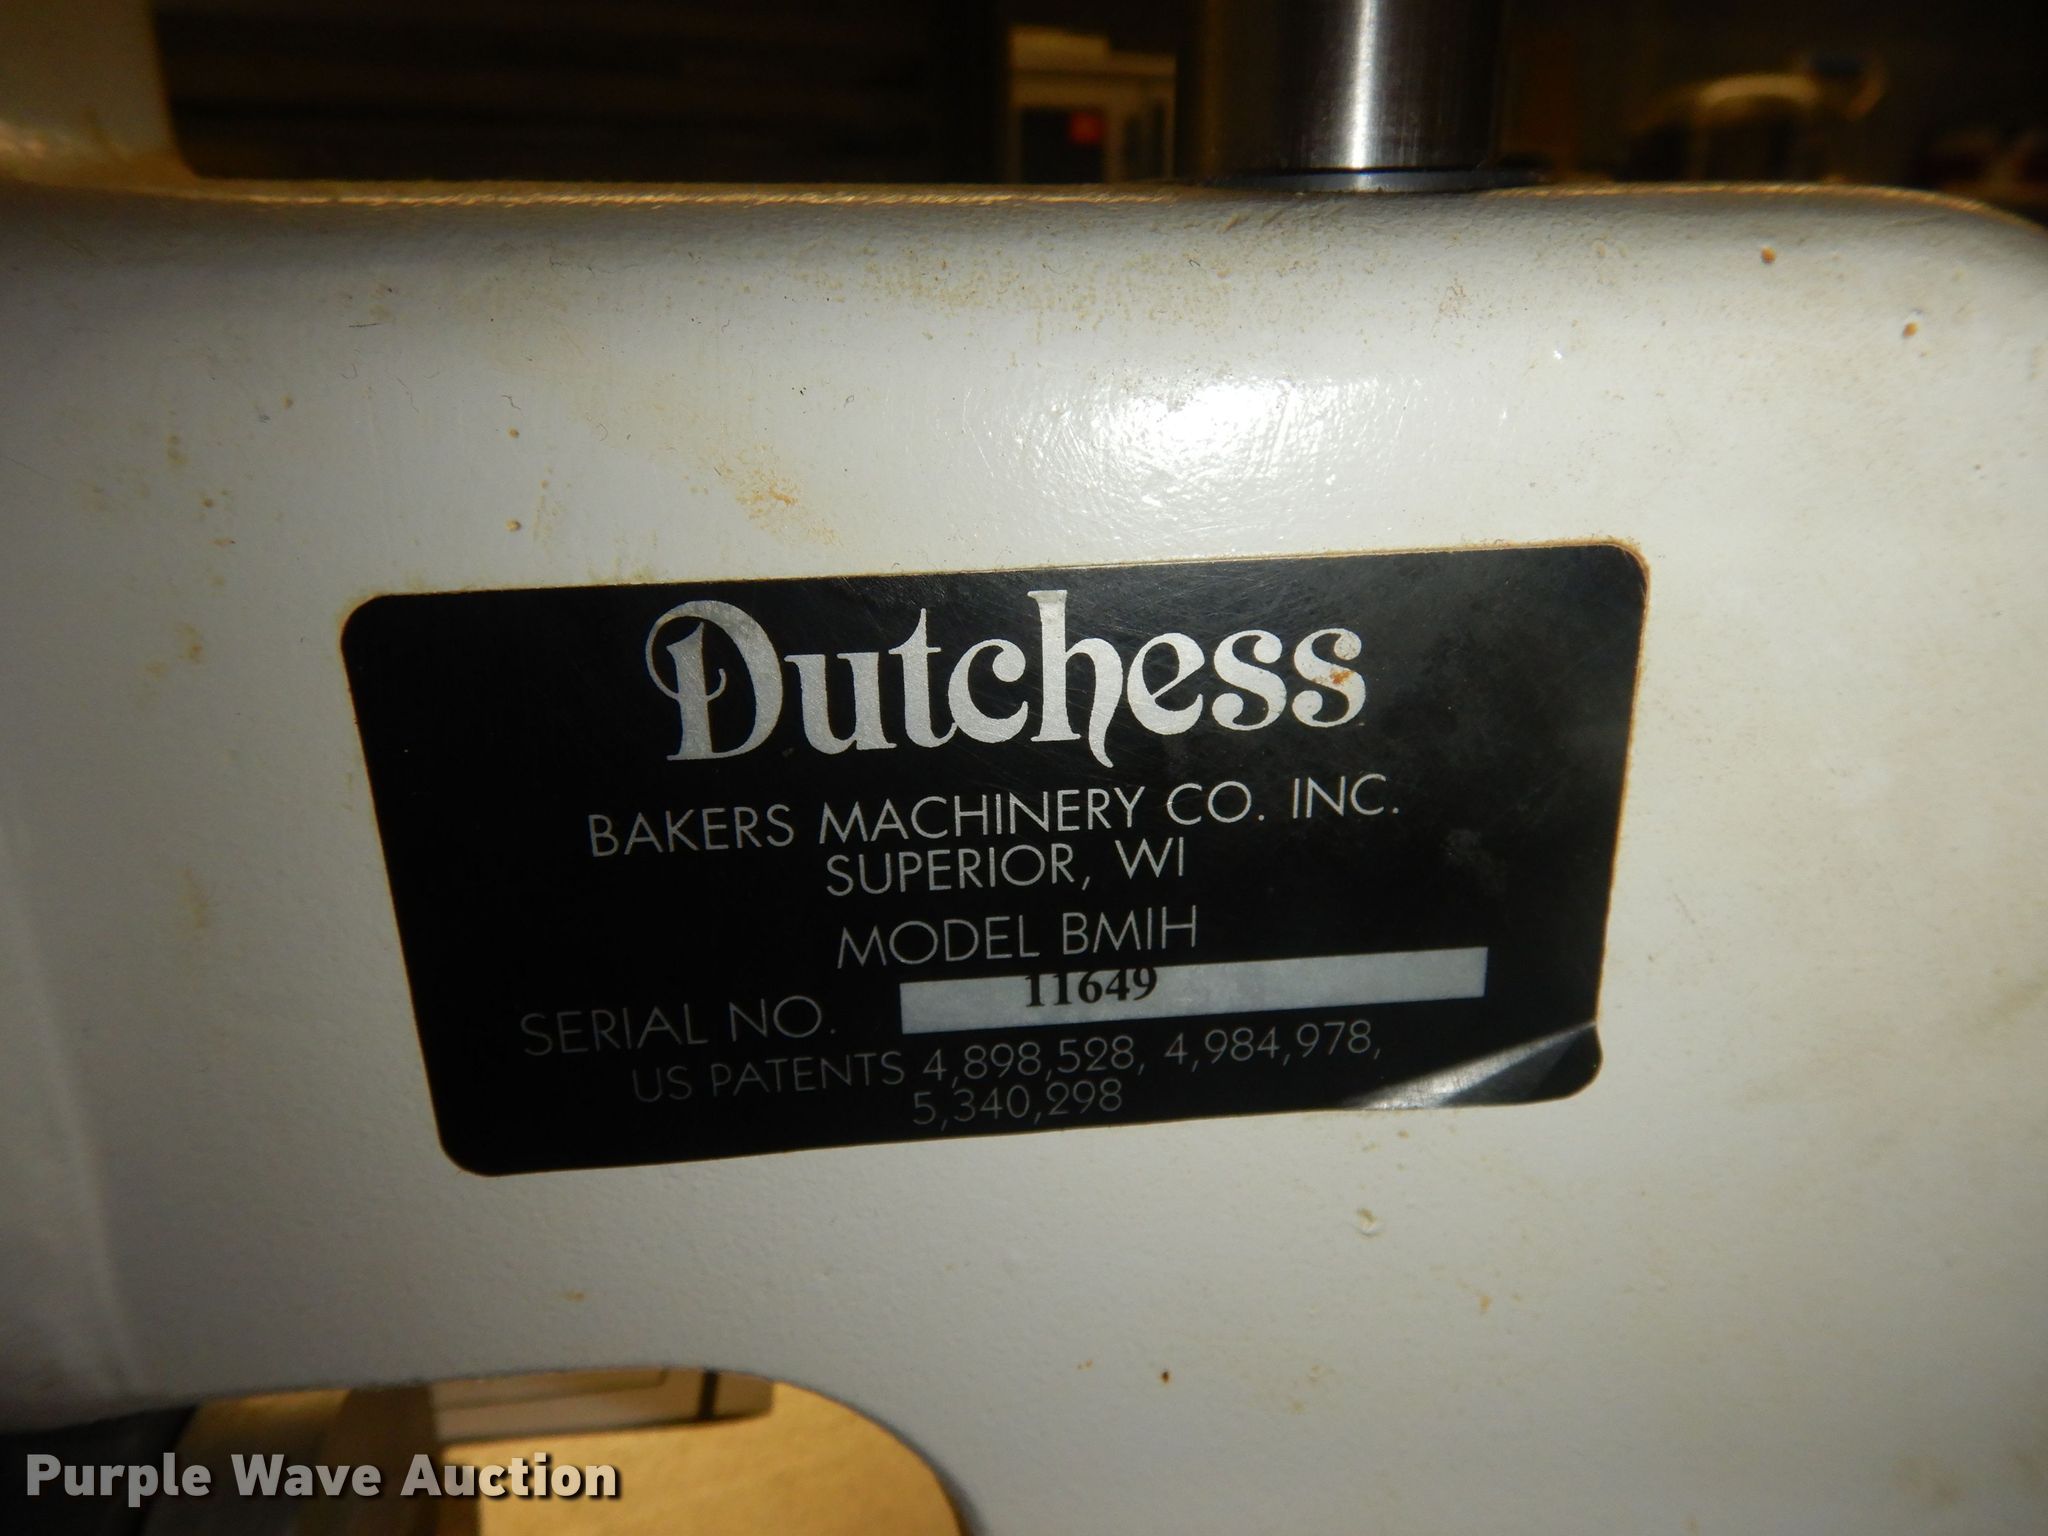 Dutchess
BAKERS MACHINERY CO. INC.
SUPERIOR, WI
MODEL BMIH
SERIAL NO. 11649
US PATENTS 4,898,528, 4,984,978,
5,340,298
Purple Wave Auction